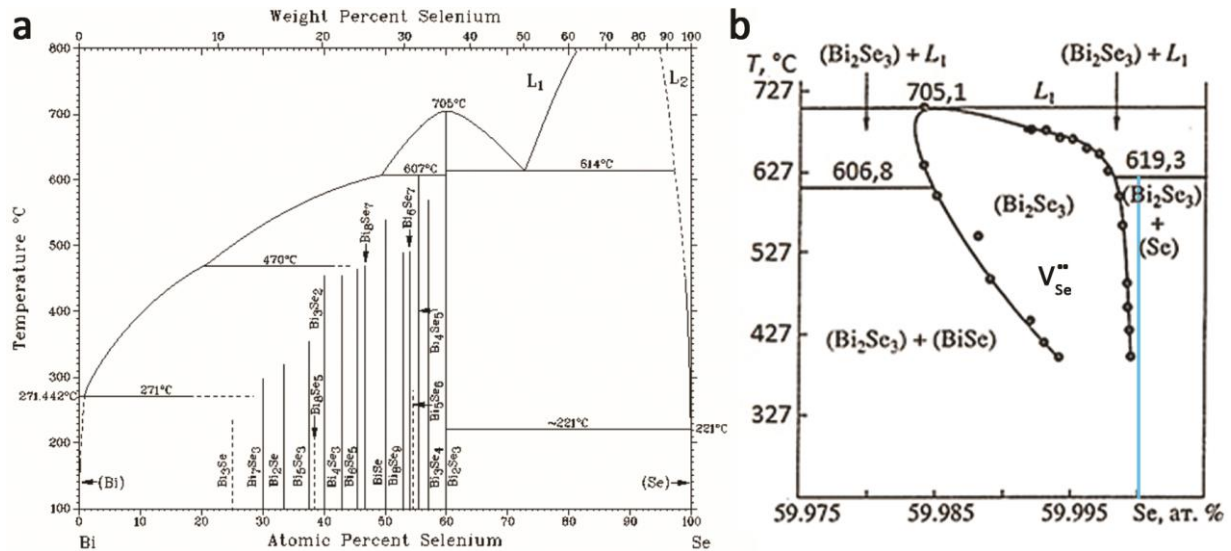 a
Weight Percent Selenium
0 10 20 30 40 50 60 70 80 90 100
800
700
600
500
400
300
200
100
271.442°C
Temperature °C
L₁
L₂
705°C
607°C
614°C
470°C
271°C
~221°C
221°C
Bi₈Se₇
Bi₆Se₇
Bi₃Se₂
Bi₄Se₅
Bi₈Se₅
Bi₅Se₆
Bi₃Se
Bi₇Se₃
Bi₂Se
Bi₅Se₃
Bi₄Se₃
Bi₆Se₅
BiSe
Bi₈Se₉
Bi₃Se₄
Bi₂Se₃
(Bi)
(Se)
0 10 20 30 40 50 60 70 80 90 100
Bi Atomic Percent Selenium Se
b
T, °C
(Bi₂Se₃) + L₁
(Bi₂Se₃) + L₁
727
705,1
L₁
627
606,8
619,3
(Bi₂Se₃)
(Bi₂Se₃)
+
(Se)
527
V••Se
427
(Bi₂Se₃) + (BiSe)
327
59.975 59.985 59.995 Se, ат. %